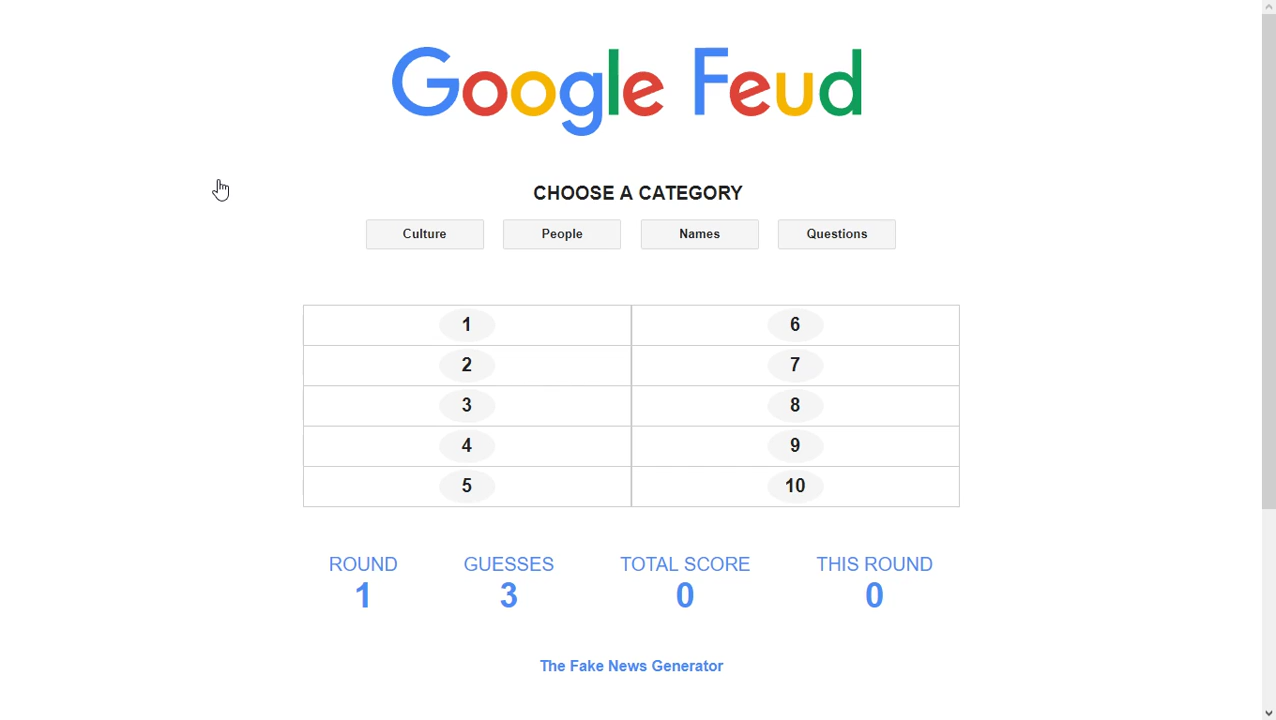 Google Feud
CHOOSE A CATEGORY
Culture People Names Questions
1 6
2 7
3 8
4 9
5 10
ROUND GUESSES TOTAL SCORE THIS ROUND
1 3 0 0
The Fake News Generator